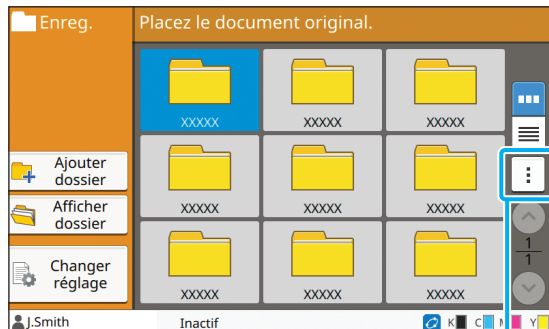 Enreg.
Placez le document original.
XXXXX XXXXX XXXXX
Ajouter
dossier
XXXXX XXXXX XXXXX
Afficher
dossier
1
1
Changer
réglage
XXXXX XXXXX XXXXX
J.Smith
Inactif
K C M Y